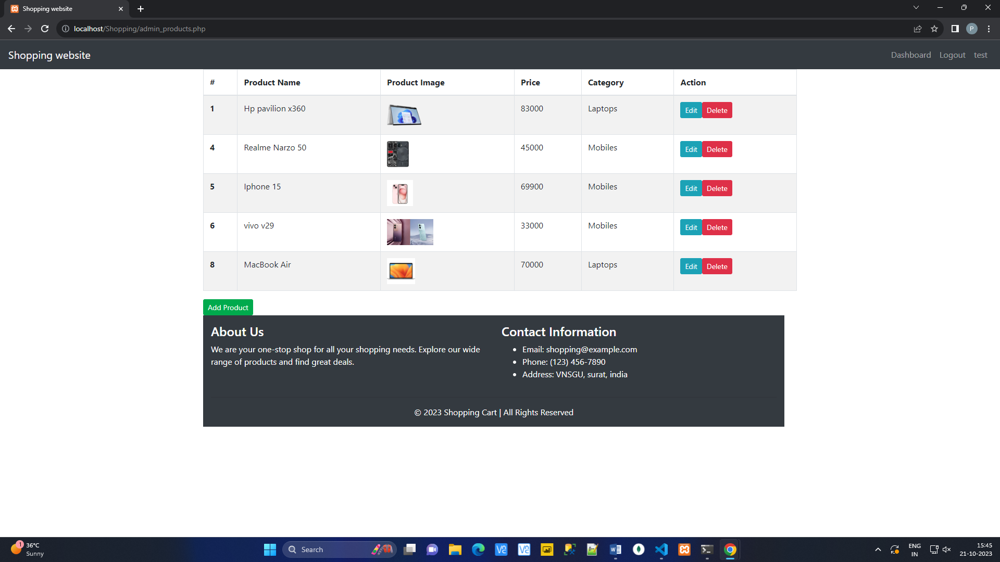 Shopping website
localhost/Shopping/admin_products.php
P
Shopping website
Dashboard Logout test
# Product Name Product Image Price Category Action
1 Hp pavilion x360 83000 Laptops Edit Delete
4 Realme Narzo 50 45000 Mobiles Edit Delete
5 Iphone 15 69900 Mobiles Edit Delete
6 vivo v29 33000 Mobiles Edit Delete
8 MacBook Air 70000 Laptops Edit Delete
Add Product
About Us
We are your one-stop shop for all your shopping needs. Explore our wide
range of products and find great deals.
Contact Information
• Email: shopping@example.com
• Phone: (123) 456-7890
• Address: VNSGU, surat, india
© 2023 Shopping Cart | All Rights Reserved
1
36°C
Sunny
Search
ENG
IN
15:45
21-10-2023